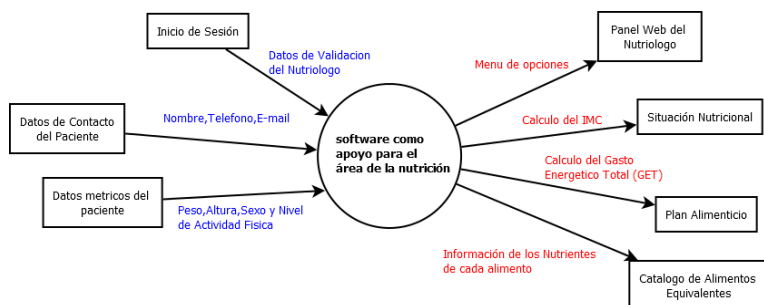 Inicio de Sesión
Datos de Validacion
del Nutriologo
Datos de Contacto
del Paciente
Nombre,Telefono,E-mail
Datos metricos del
paciente
Peso,Altura,Sexo y Nivel
de Actividad Fisica
software como
apoyo para el
área de la nutrición
Menu de opciones
Panel Web del
Nutriologo
Calculo del IMC
Situación Nutricional
Calculo del Gasto
Energetico Total (GET)
Plan Alimenticio
Información de los Nutrientes
de cada alimento
Catalogo de Alimentos
Equivalentes